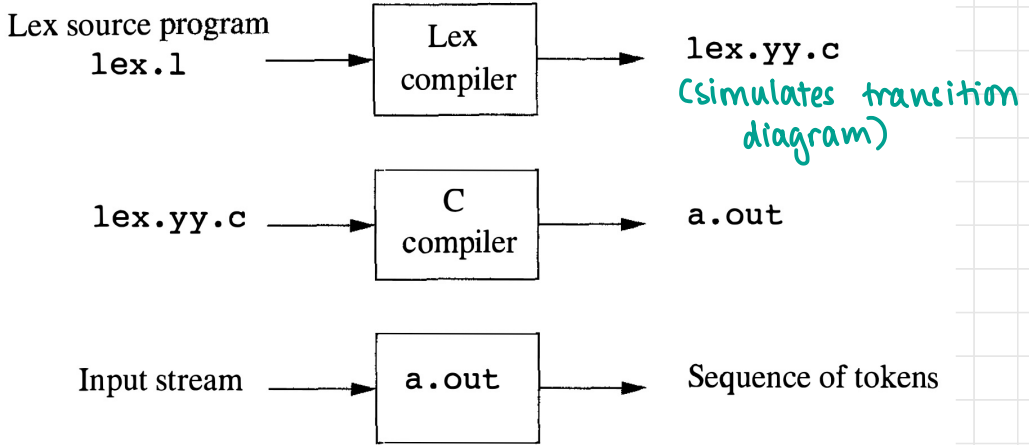 Lex source program
lex.l
Lex
compiler
lex.yy.c
(simulates transition
diagram)
lex.yy.c
C
compiler
a.out
Input stream
a.out
Sequence of tokens